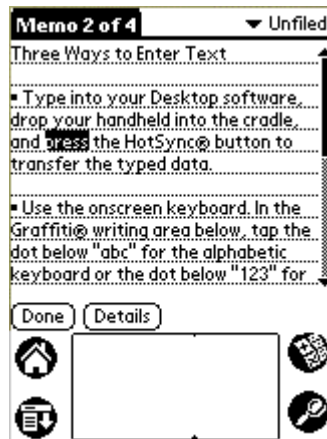 Memo 2 of 4
Unfiled
Three Ways to Enter Text
▪ Type into your Desktop software,
drop your handheld into the cradle,
and press the HotSync® button to
transfer the typed data.
▪ Use the onscreen keyboard. In the
Graffiti® writing area below, tap the
dot below "abc" for the alphabetic
keyboard or the dot below "123" for
Done Details